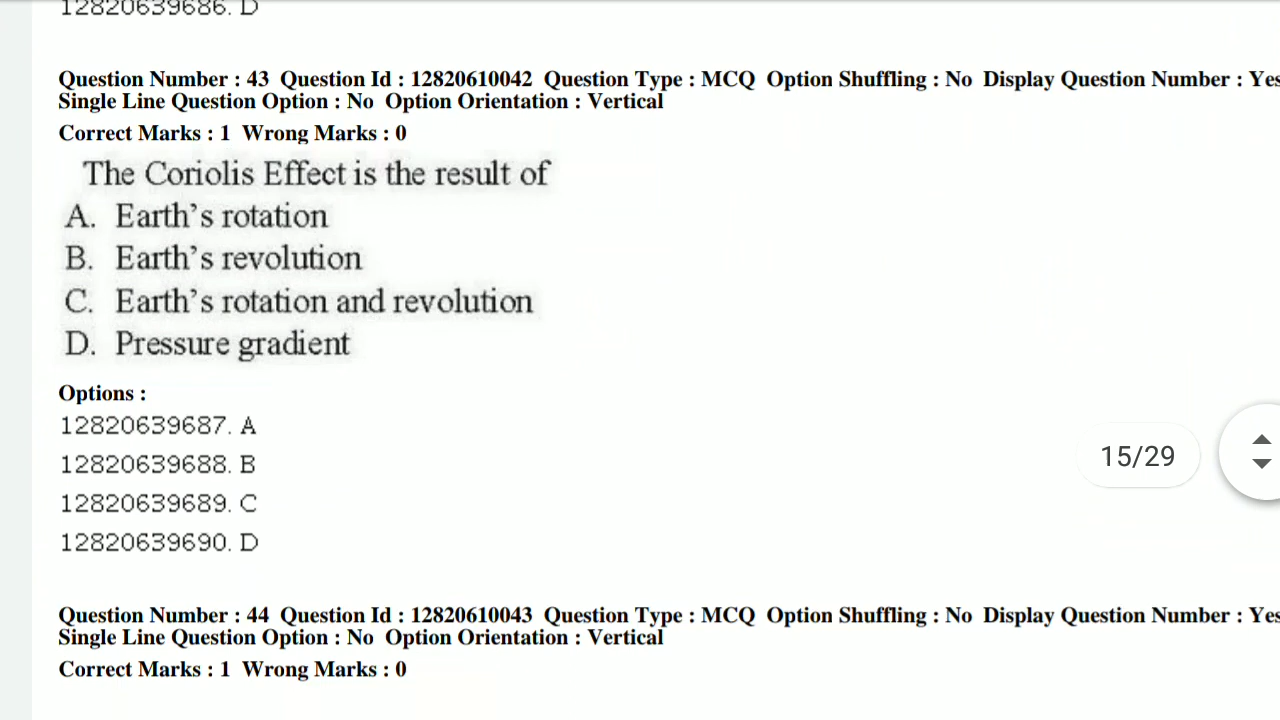 12820639686. D
Question Number : 43 Question Id : 12820610042 Question Type : MCQ Option Shuffling : No Display Question Number : Yes
Single Line Question Option : No Option Orientation : Vertical
Correct Marks : 1 Wrong Marks : 0
The Coriolis Effect is the result of
A. Earth's rotation
B. Earth's revolution
C. Earth's rotation and revolution
D. Pressure gradient
Options :
12820639687. A
12820639688. B
12820639689. C
12820639690. D
15/29
Question Number : 44 Question Id : 12820610043 Question Type : MCQ Option Shuffling : No Display Question Number : Yes
Single Line Question Option : No Option Orientation : Vertical
Correct Marks : 1 Wrong Marks : 0